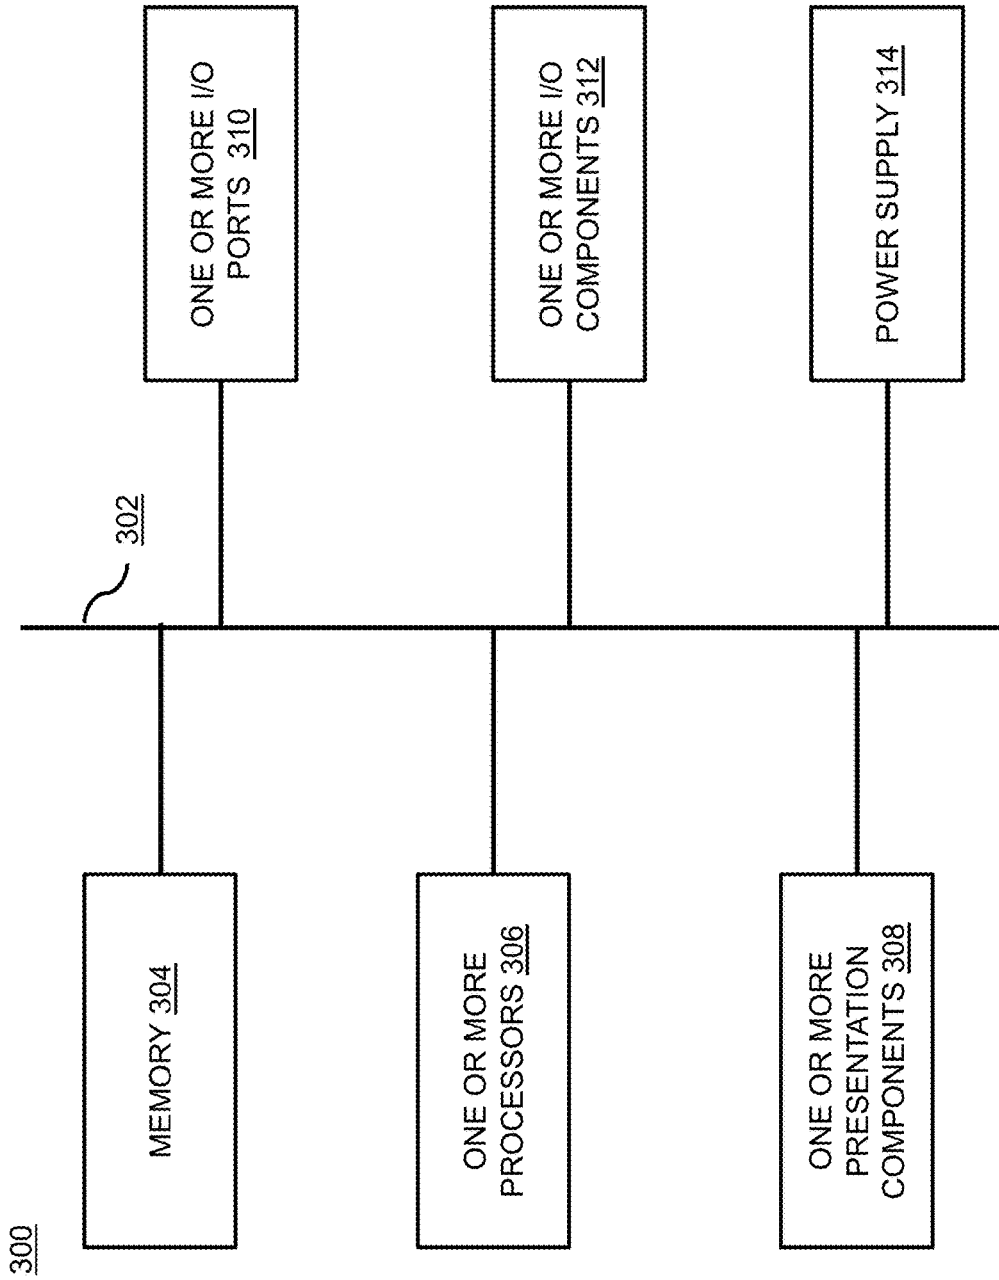 300
302
MEMORY 304
ONE OR MORE
PROCESSORS 306
ONE OR MORE
PRESENTATION
COMPONENTS 308
ONE OR MORE I/O
PORTS 310
ONE OR MORE I/O
COMPONENTS 312
POWER SUPPLY 314